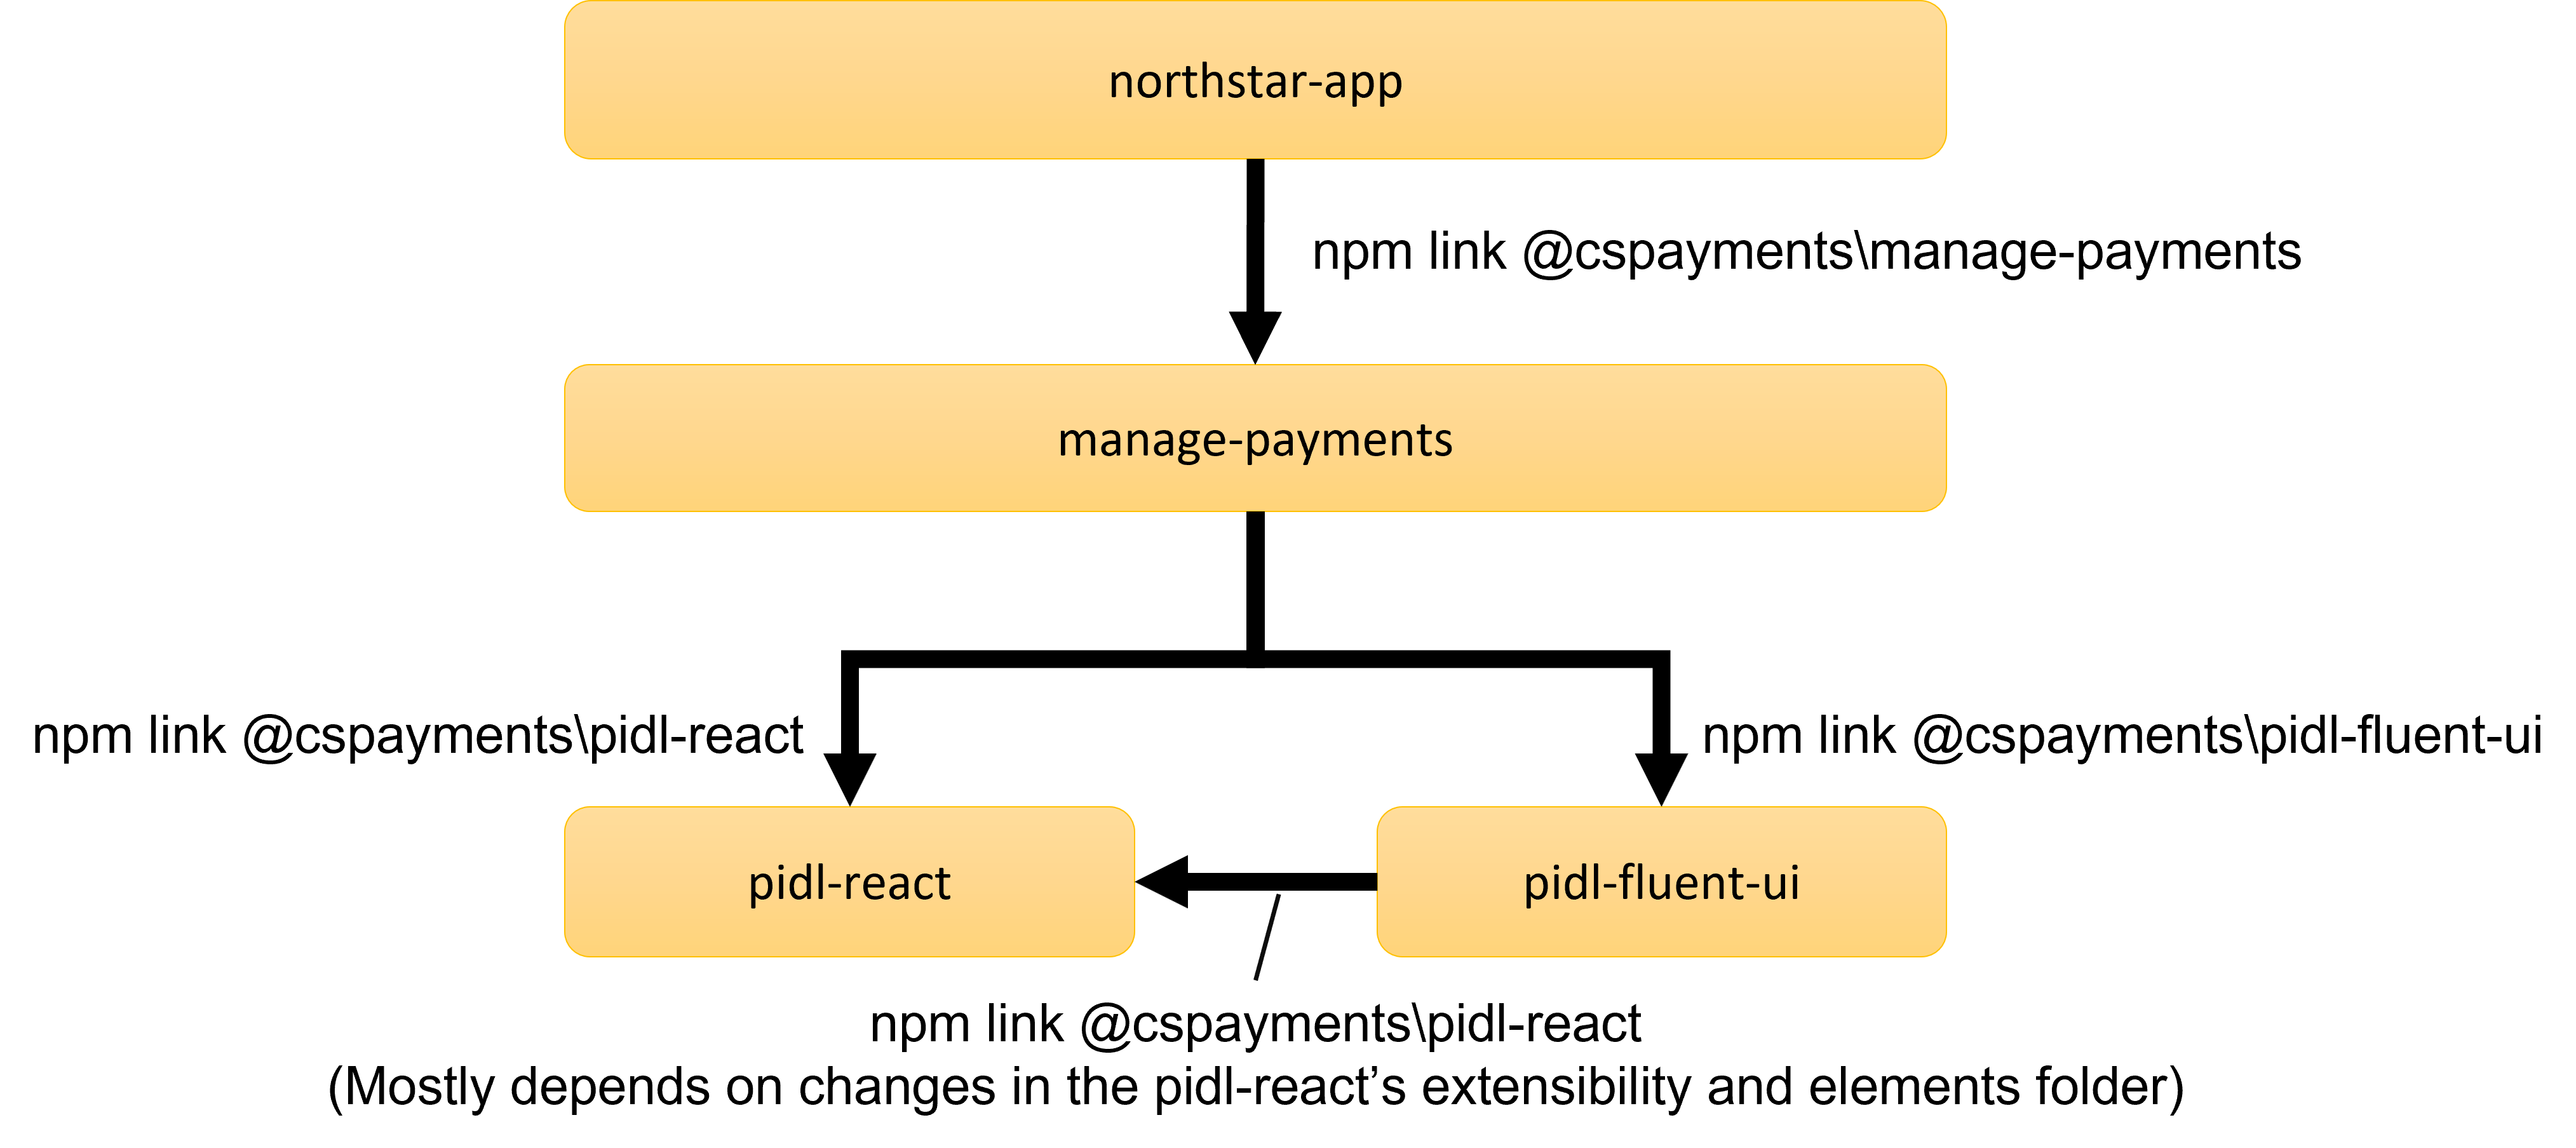 northstar-app
npm link @cspayments\manage-payments
manage-payments
npm link @cspayments\pidl-react
npm link @cspayments\pidl-fluent-ui
pidl-react
pidl-fluent-ui
npm link @cspayments\pidl-react
(Mostly depends on changes in the pidl-react’s extensibility and elements folder)